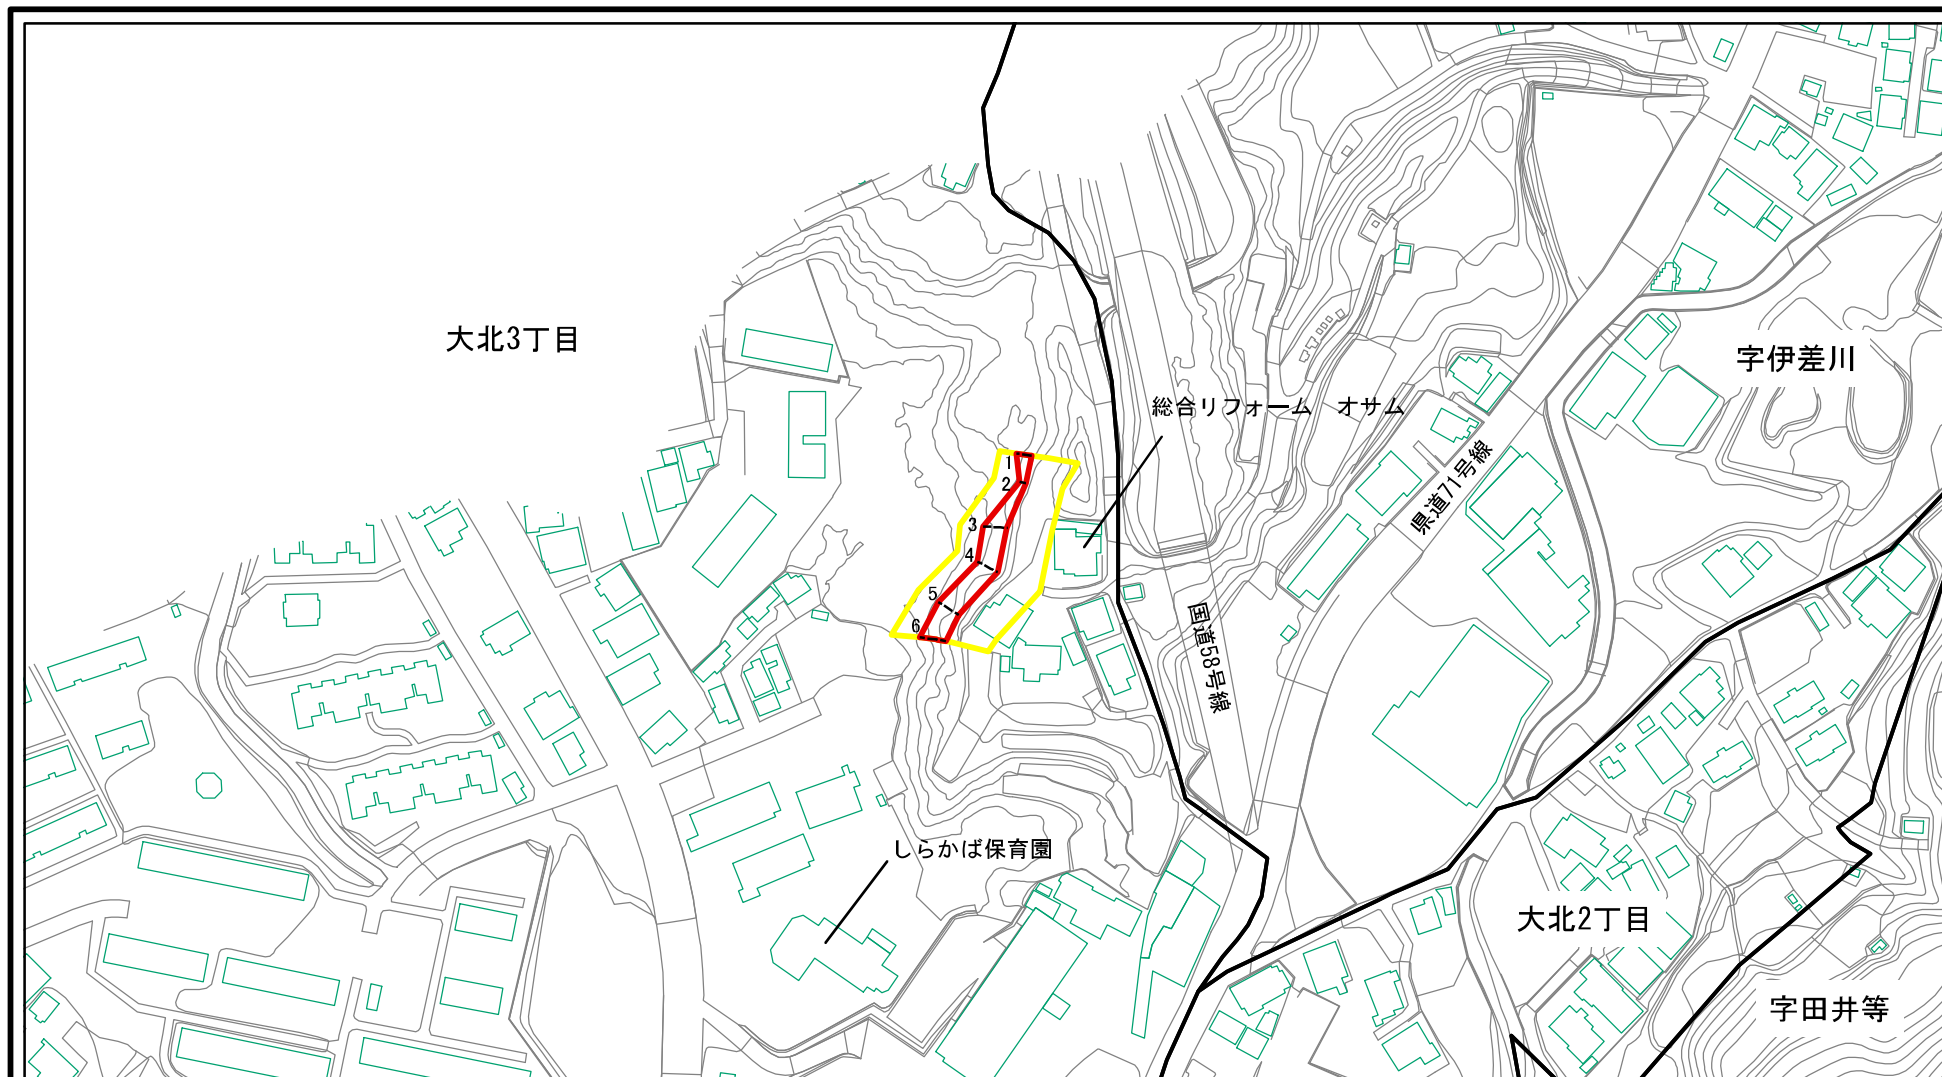 大北3丁目
字伊差川
総合リフォーム　オサム
県道71号線
1
2
3
4
5
6
国道58号線
しらかば保育園
大北2丁目
字田井等